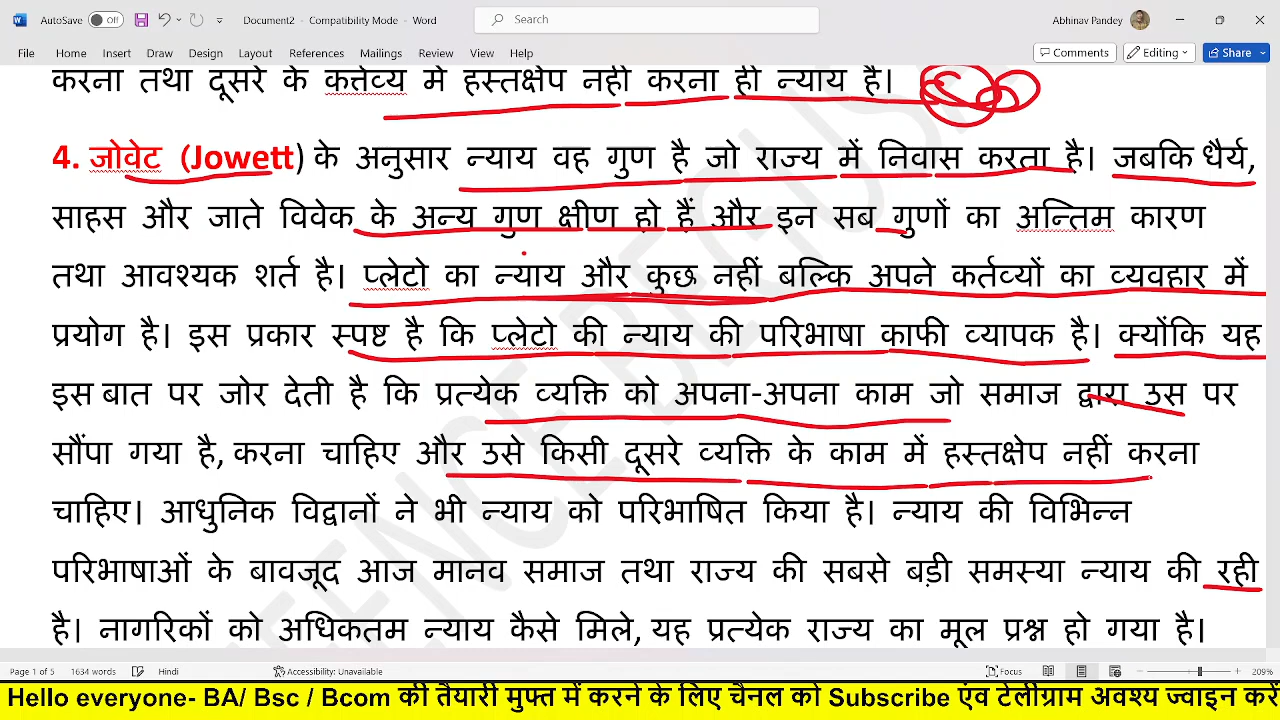 AutoSave Off Document2 - Compatibility Mode - Word Search Abhinav Pandey
File Home Insert Draw Design Layout References Mailings Review View Help Comments Editing Share
करना तथा दूसरे के कर्त्तव्य में हस्तक्षेप नहीं करना ही न्याय है।
4. जोवेट (Jowett) के अनुसार न्याय वह गुण है जो राज्य में निवास करता है। जबकि धैर्य,
साहस और जाते विवेक के अन्य गुण क्षीण हो हैं और इन सब गुणों का अन्तिम कारण
तथा आवश्यक शर्त है। प्लेटो का न्याय और कुछ नहीं बल्कि अपने कर्तव्यों का व्यवहार में
प्रयोग है। इस प्रकार स्पष्ट है कि प्लेटो की न्याय की परिभाषा काफी व्यापक है। क्योंकि यह
इस बात पर जोर देती है कि प्रत्येक व्यक्ति को अपना-अपना काम जो समाज द्वारा उस पर
सौंपा गया है, करना चाहिए और उसे किसी दूसरे व्यक्ति के काम में हस्तक्षेप नहीं करना
चाहिए। आधुनिक विद्वानों ने भी न्याय को परिभाषित किया है। न्याय की विभिन्न
परिभाषाओं के बावजूद आज मानव समाज तथा राज्य की सबसे बड़ी समस्या न्याय की रही
है। नागरिकों को अधिकतम न्याय कैसे मिले, यह प्रत्येक राज्य का मूल प्रश्न हो गया है।
Page 1 of 5 1634 words Hindi Accessibility: Unavailable Focus 209%
Hello everyone- BA/ Bsc / Bcom की तैयारी मुफ्त में करने के लिए चैनल को Subscribe एंव टेलीग्राम अवश्य ज्वाइन करें